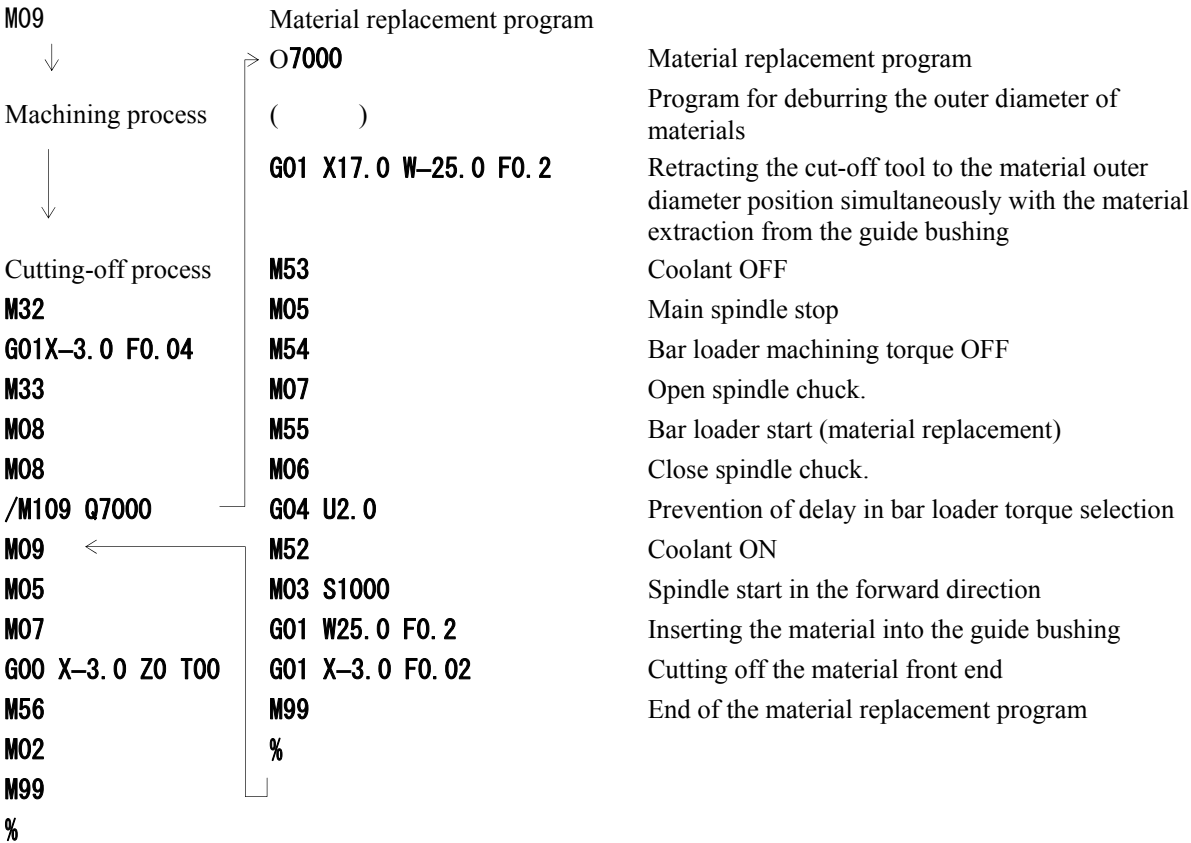 M09 Material replacement program
O7000 Material replacement program
Machining process ( ) Program for deburring the outer diameter of
materials
G01 X17.0 W–25.0 F0.2 Retracting the cut-off tool to the material outer
diameter position simultaneously with the material
extraction from the guide bushing
Cutting-off process M53 Coolant OFF
M32 M05 Main spindle stop
G01X–3.0 F0.04 M54 Bar loader machining torque OFF
M33 M07 Open spindle chuck.
M08 M55 Bar loader start (material replacement)
M08 M06 Close spindle chuck.
/M109 Q7000 G04 U2.0 Prevention of delay in bar loader torque selection
M09 M52 Coolant ON
M05 M03 S1000 Spindle start in the forward direction
M07 G01 W25.0 F0.2 Inserting the material into the guide bushing
G00 X–3.0 Z0 T00 G01 X–3.0 F0.02 Cutting off the material front end
M56 M99 End of the material replacement program
M02 %
M99
%